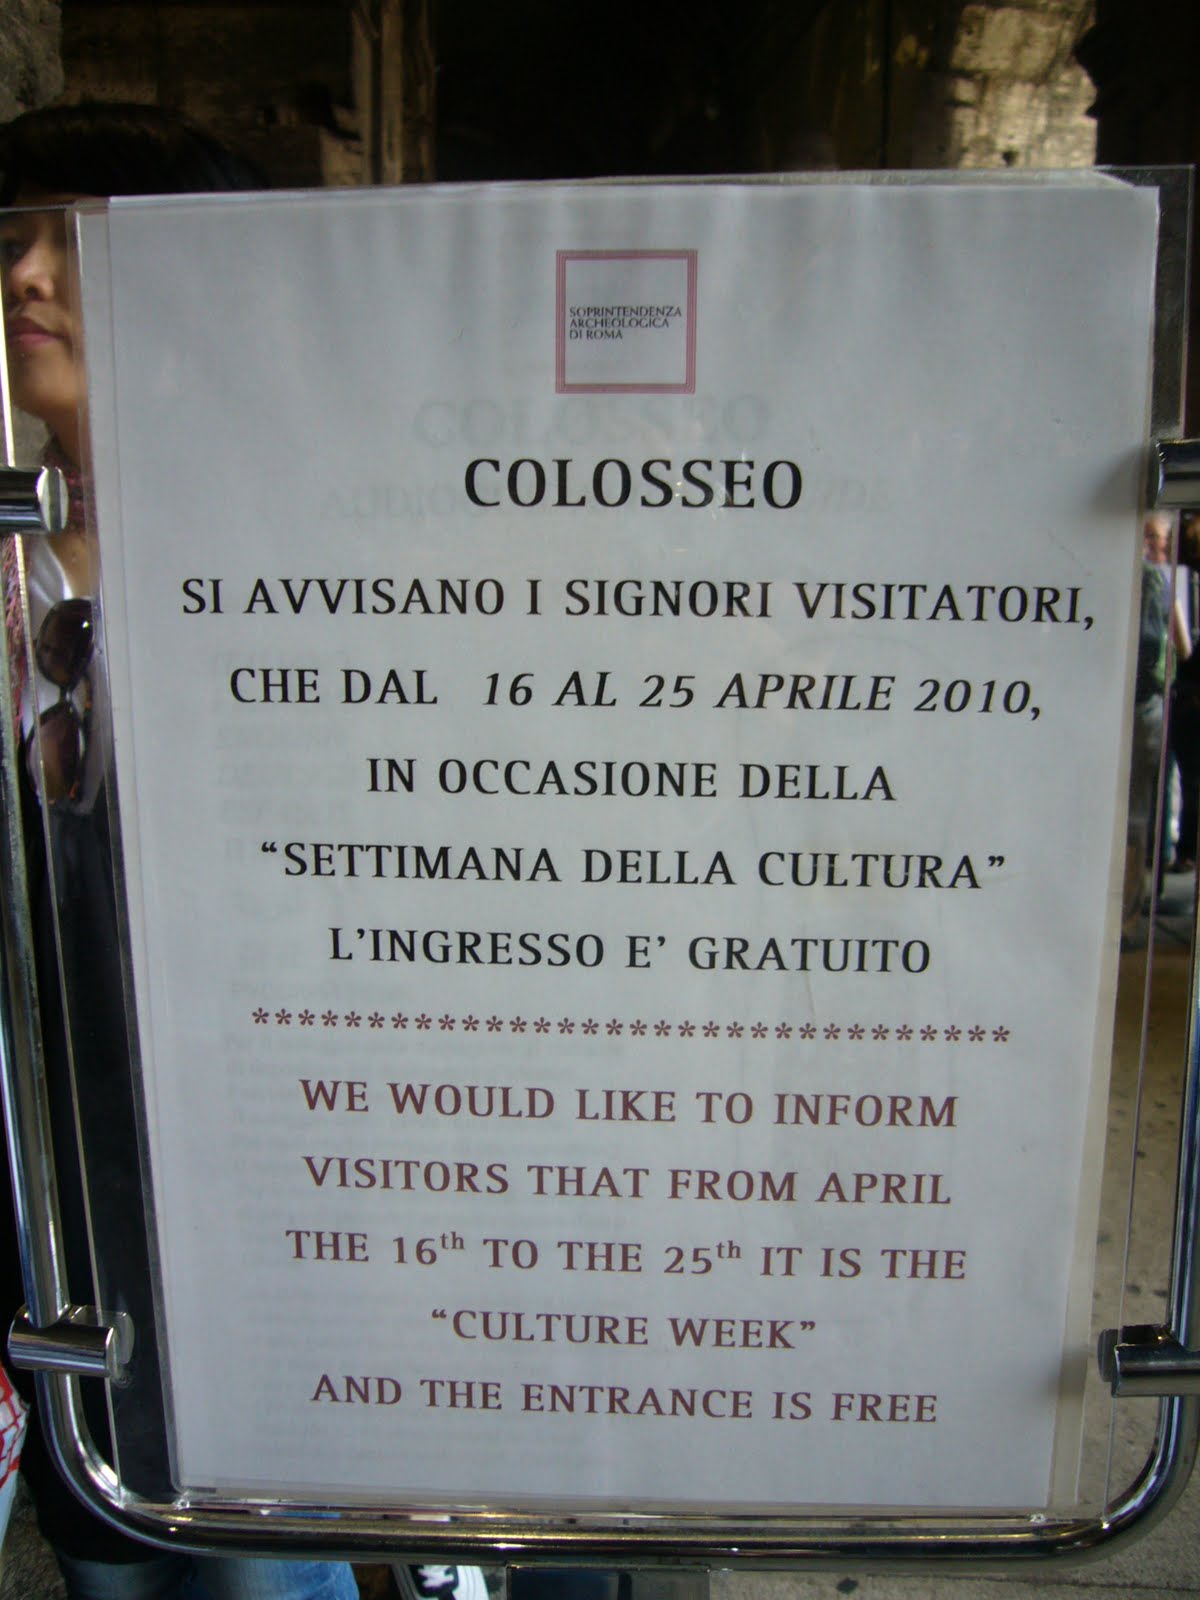 SOPRINTENDENZA
ARCHEOLOGICA
DI ROMA
COLOSSEO
SI AVVISANO I SIGNORI VISITATORI,
CHE DAL 16 AL 25 APRILE 2010,
IN OCCASIONE DELLA
“SETTIMANA DELLA CULTURA”
L’INGRESSO E’ GRATUITO
********************************
WE WOULD LIKE TO INFORM
VISITORS THAT FROM APRIL
THE 16th TO THE 25th IT IS THE
“CULTURE WEEK”
AND THE ENTRANCE IS FREE
COLOSSEO